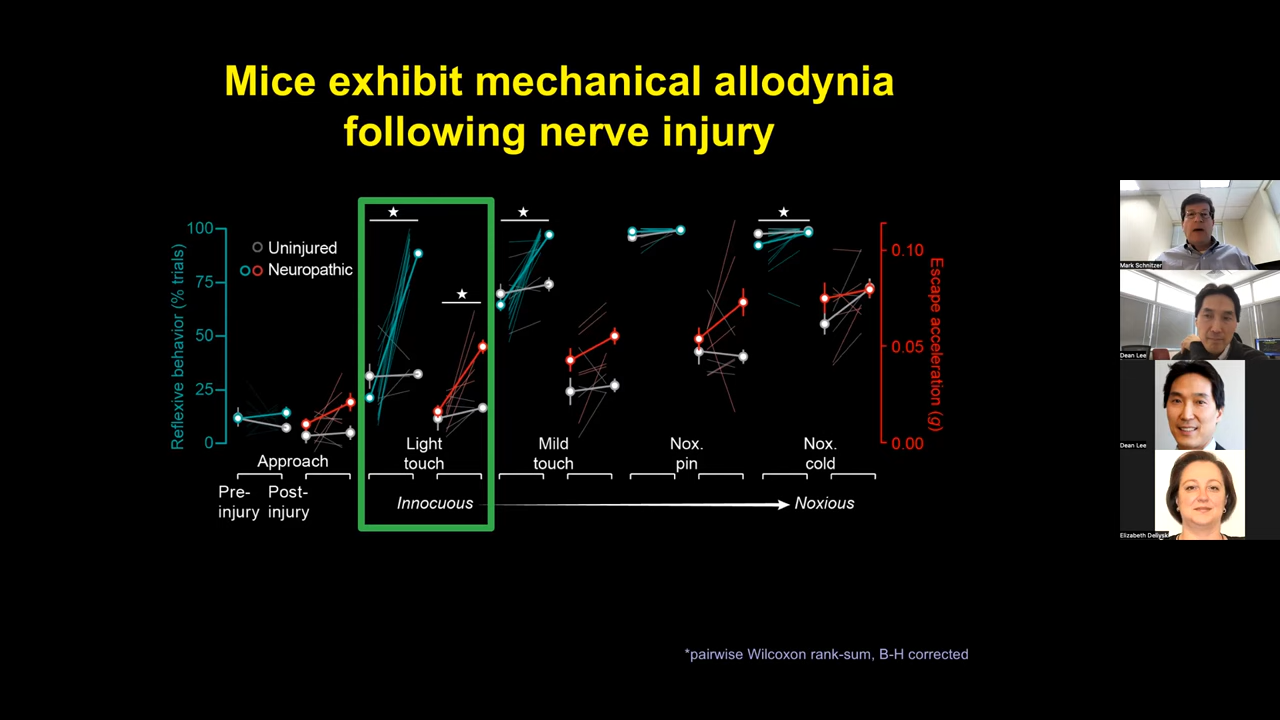 Mice exhibit mechanical allodynia
following nerve injury
Reflexive behavior (% trials)
100
75
50
25
0
Uninjured
Neuropathic
★
★
★
★
0.10
0.05
0.00
Escape acceleration (g)
Approach
Light
touch
Mild
touch
Nox.
pin
Nox.
cold
Pre-
injury
Post-
injury
Innocuous
Noxious
*pairwise Wilcoxon rank-sum, B-H corrected
Mark Schnitzer
Dean Lee
Dean Lee